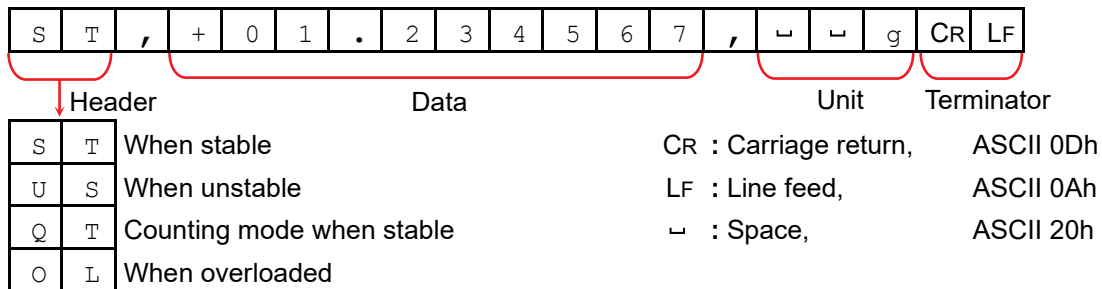 S T , + 0 1 . 2 3 4 5 6 7 , ␣ ␣ g CR LF
Header Data Unit Terminator
S T When stable CR : Carriage return, ASCII 0Dh
U S When unstable LF : Line feed, ASCII 0Ah
Q T Counting mode when stable ␣ : Space, ASCII 20h
O L When overloaded